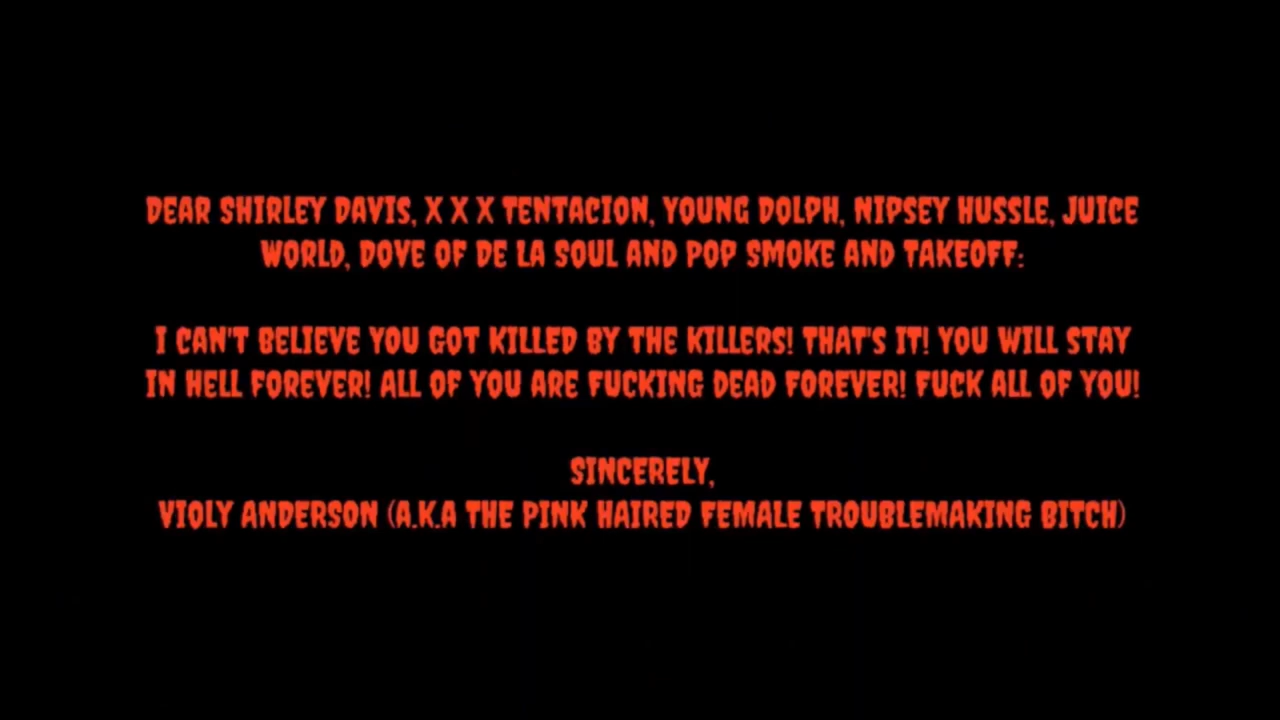 DEAR SHIRLEY DAVIS, X X X TENTACION, YOUNG DOLPH, NIPSEY HUSSLE, JUICE
WORLD, DOVE OF DE LA SOUL AND POP SMOKE AND TAKEOFF:
I CAN'T BELIEVE YOU GOT KILLED BY THE KILLERS! THAT'S IT! YOU WILL STAY
IN HELL FOREVER! ALL OF YOU ARE FUCKING DEAD FOREVER! FUCK ALL OF YOU!
SINCERELY,
VIOLY ANDERSON (A.K.A THE PINK HAIRED FEMALE TROUBLEMAKING BITCH)